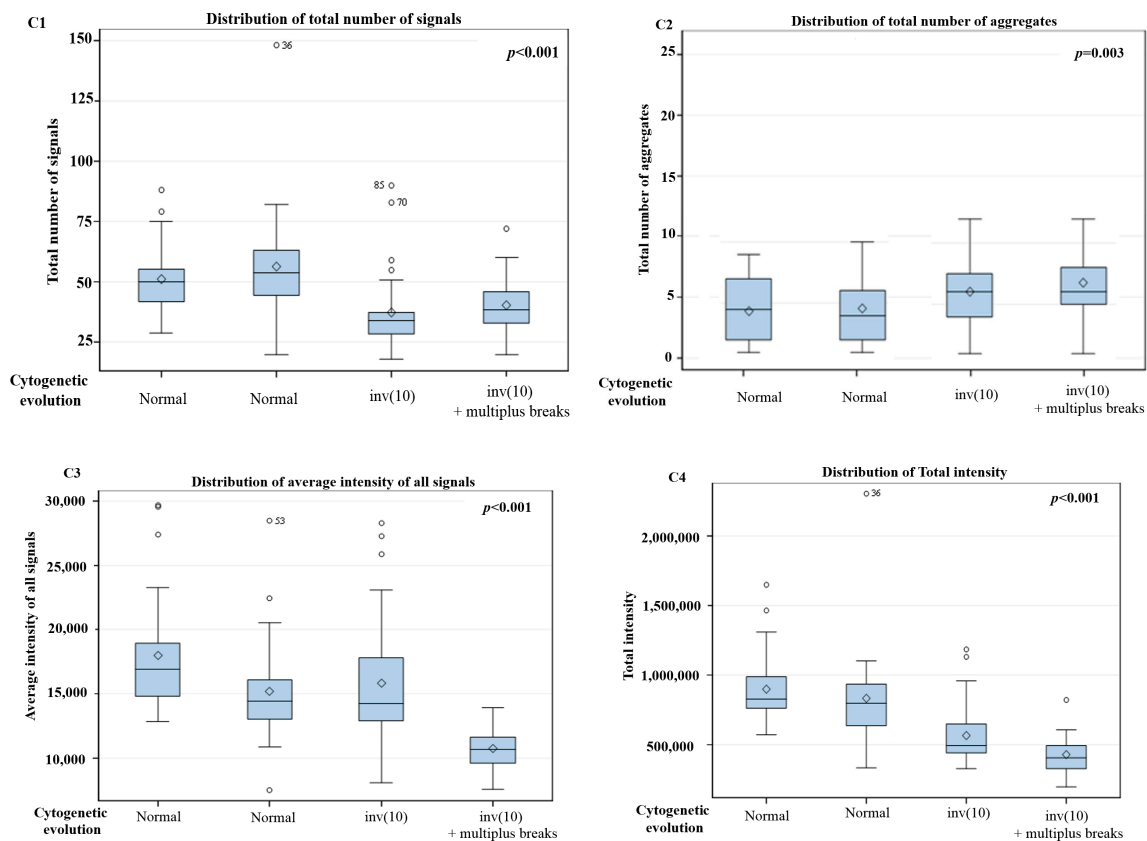 C1
Distribution of total number of signals
p<0.001
150
125
100
75
50
25
Total number of signals
36
85
70
Cytogenetic
evolution
Normal
Normal
inv(10)
inv(10)
+ multiplus breaks
C2
Distribution of total number of aggregates
p=0.003
25
20
15
10
5
0
Total number of aggregates
Cytogenetic
evolution
Normal
Normal
inv(10)
inv(10)
+ multiplus breaks
C3
Distribution of average intensity of all signals
p<0.001
30,000
25,000
20,000
15,000
10,000
Average intensity of all signals
53
Cytogenetic
evolution
Normal
Normal
inv(10)
inv(10)
+ multiplus breaks
C4
Distribution of Total intensity
p<0.001
2,000,000
1,500,000
1,000,000
500,000
Total intensity
36
Cytogenetic
evolution
Normal
Normal
inv(10)
inv(10)
+ multiplus breaks